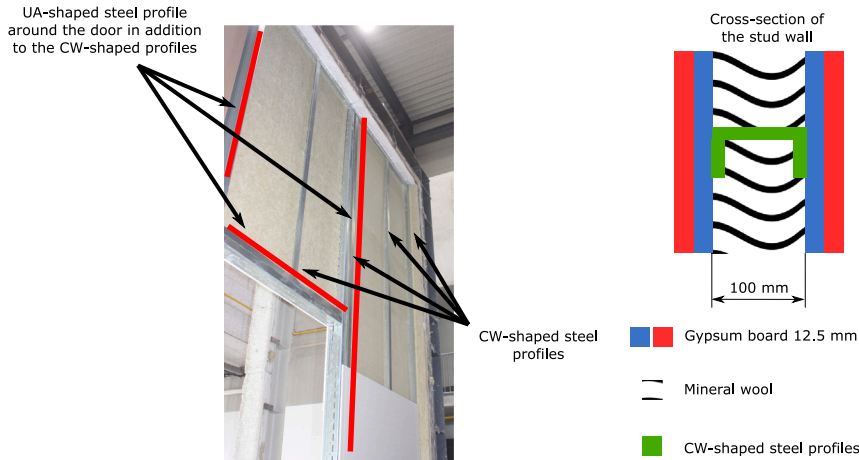 UA-shaped steel profile
around the door in addition
to the CW-shaped profiles
CW-shaped steel
profiles
Cross-section of
the stud wall
100 mm
Gypsum board 12.5 mm
Mineral wool
CW-shaped steel profiles